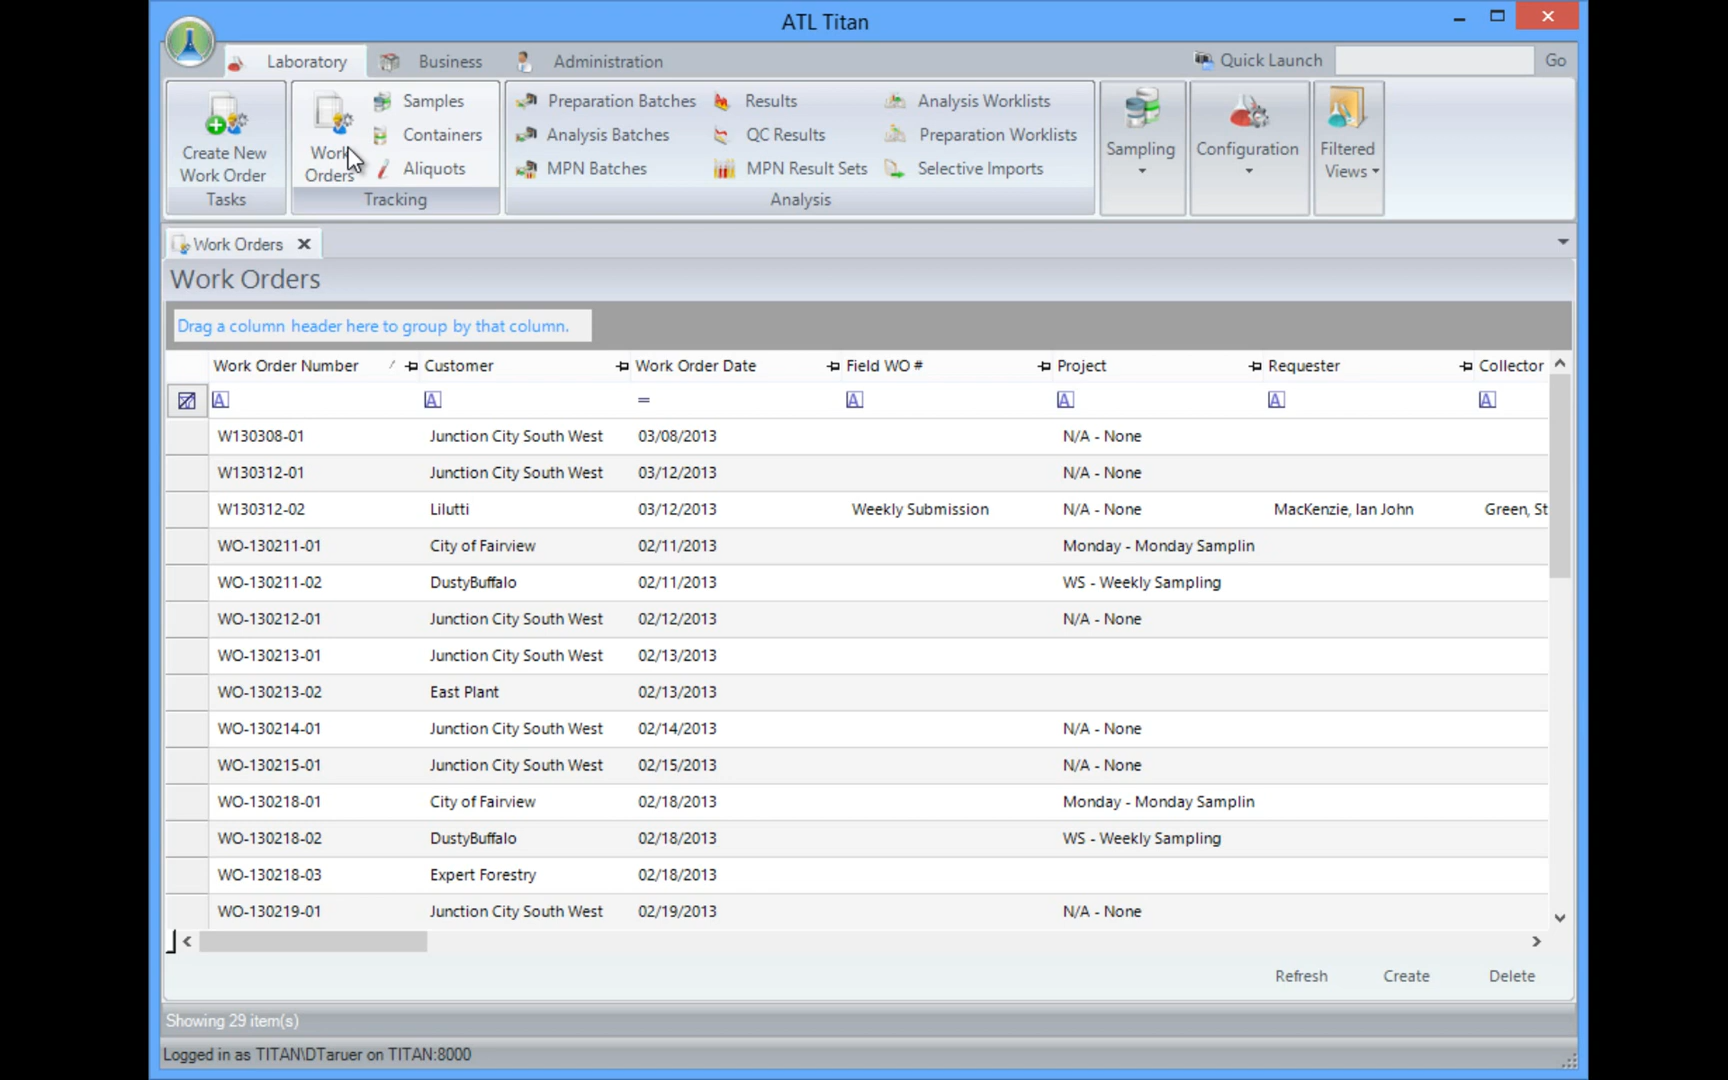 ATL Titan
Laboratory Business Administration Quick Launch Go
Create New
Work Order
Tasks
Work
Orders
Samples
Containers
Aliquots
Tracking
Preparation Batches Results Analysis Worklists
Analysis Batches QC Results Preparation Worklists
MPN Batches MPN Result Sets Selective Imports
Analysis
Sampling
Configuration
Filtered
Views
Work Orders
Work Orders
Drag a column header here to group by that column.
Work Order Number Customer Work Order Date Field WO # Project Requester Collector
A A = A A A A
W130308-01 Junction City South West 03/08/2013 N/A - None
W130312-01 Junction City South West 03/12/2013 N/A - None
W130312-02 Lilutti 03/12/2013 Weekly Submission N/A - None MacKenzie, Ian John Green, St
WO-130211-01 City of Fairview 02/11/2013 Monday - Monday Samplin
WO-130211-02 DustyBuffalo 02/11/2013 WS - Weekly Sampling
WO-130212-01 Junction City South West 02/12/2013 N/A - None
WO-130213-01 Junction City South West 02/13/2013
WO-130213-02 East Plant 02/13/2013
WO-130214-01 Junction City South West 02/14/2013 N/A - None
WO-130215-01 Junction City South West 02/15/2013 N/A - None
WO-130218-01 City of Fairview 02/18/2013 Monday - Monday Samplin
WO-130218-02 DustyBuffalo 02/18/2013 WS - Weekly Sampling
WO-130218-03 Expert Forestry 02/18/2013
WO-130219-01 Junction City South West 02/19/2013 N/A - None
Refresh Create Delete
Showing 29 item(s)
Logged in as TITAN\DTaruer on TITAN:8000